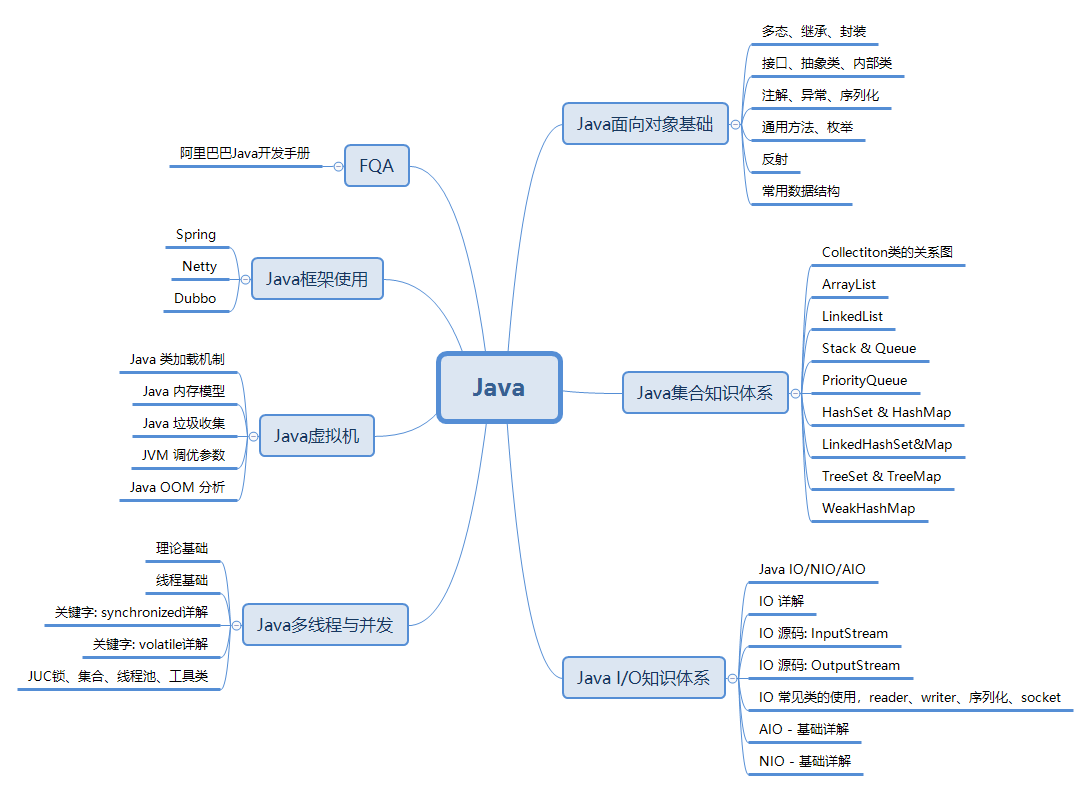 Java
Java面向对象基础
多态、继承、封装
接口、抽象类、内部类
注解、异常、序列化
通用方法、枚举
反射
常用数据结构
Java集合知识体系
Collectiton类的关系图
ArrayList
LinkedList
Stack & Queue
PriorityQueue
HashSet & HashMap
LinkedHashSet&Map
TreeSet & TreeMap
WeakHashMap
Java I/O知识体系
Java IO/NIO/AIO
IO 详解
IO 源码: InputStream
IO 源码: OutputStream
IO 常见类的使用，reader、writer、序列化、socket
AIO - 基础详解
NIO - 基础详解
FQA
阿里巴巴Java开发手册
Java框架使用
Spring
Netty
Dubbo
Java虚拟机
Java 类加载机制
Java 内存模型
Java 垃圾收集
JVM 调优参数
Java OOM 分析
Java多线程与并发
理论基础
线程基础
关键字: synchronized详解
关键字: volatile详解
JUC锁、集合、线程池、工具类